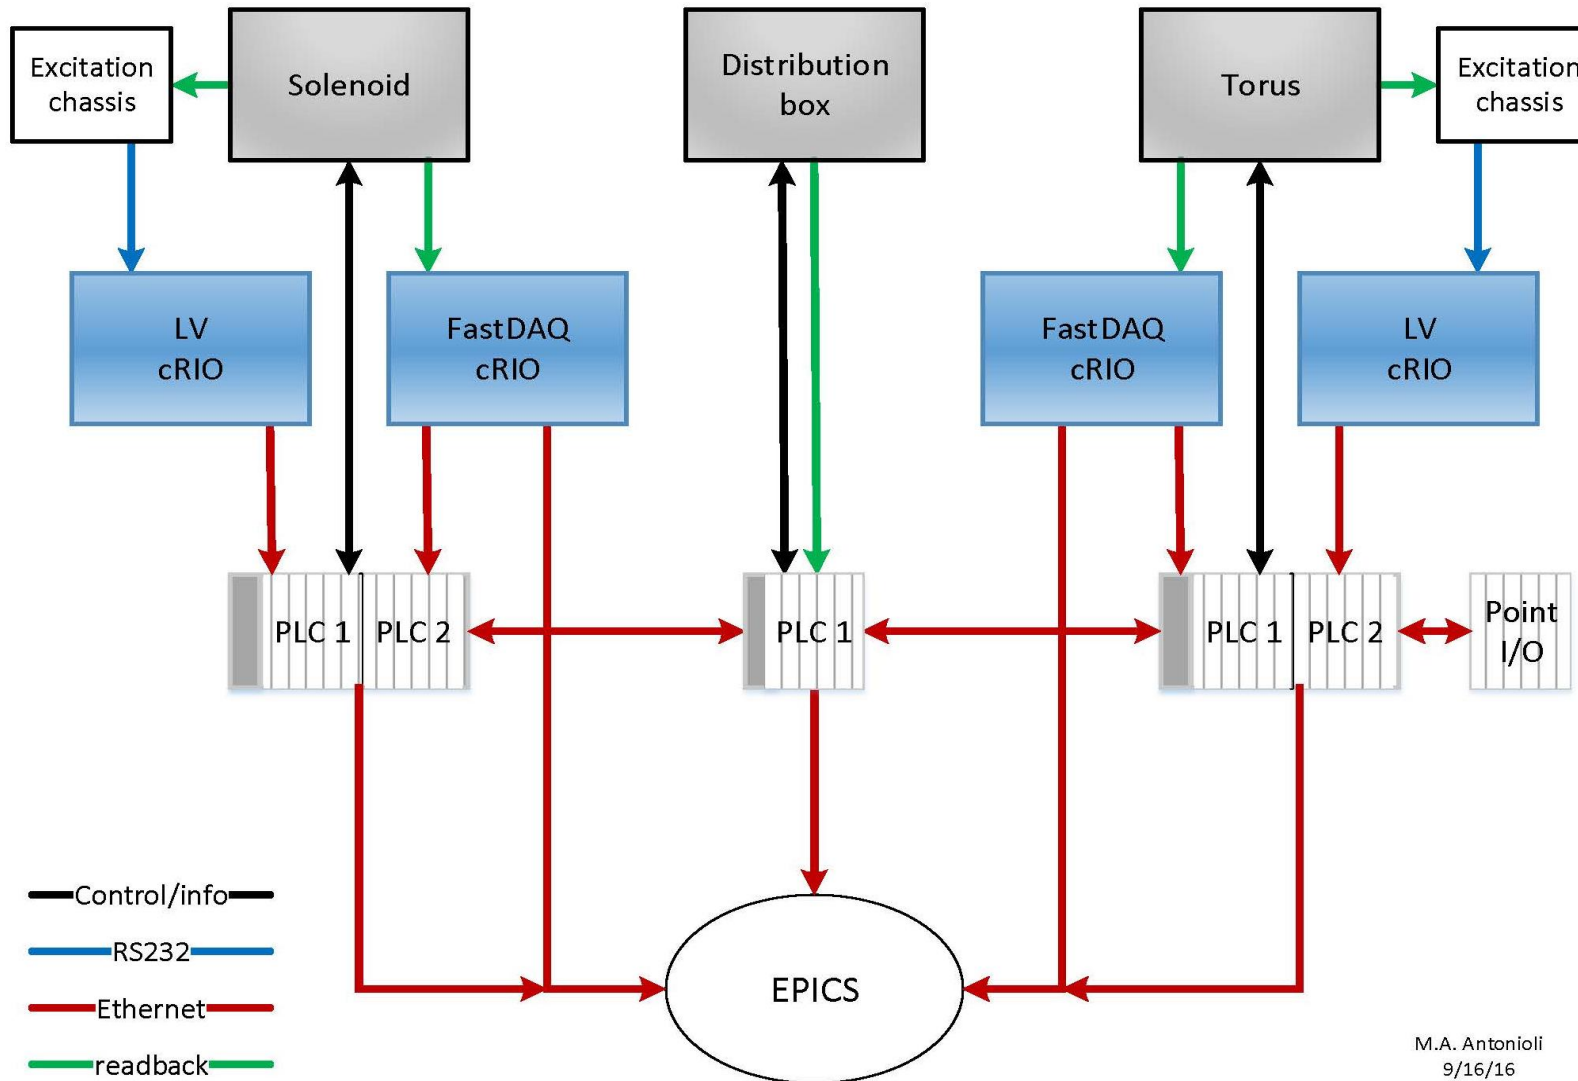 Excitation
chassis
Solenoid
Distribution
box
Torus
Excitation
chassis
LV
cRIO
FastDAQ
cRIO
FastDAQ
cRIO
LV
cRIO
PLC 1
PLC 2
PLC 1
PLC 1
PLC 2
Point
I/O
Control/info
RS232
Ethernet
readback
EPICS
M.A. Antonioli
9/16/16